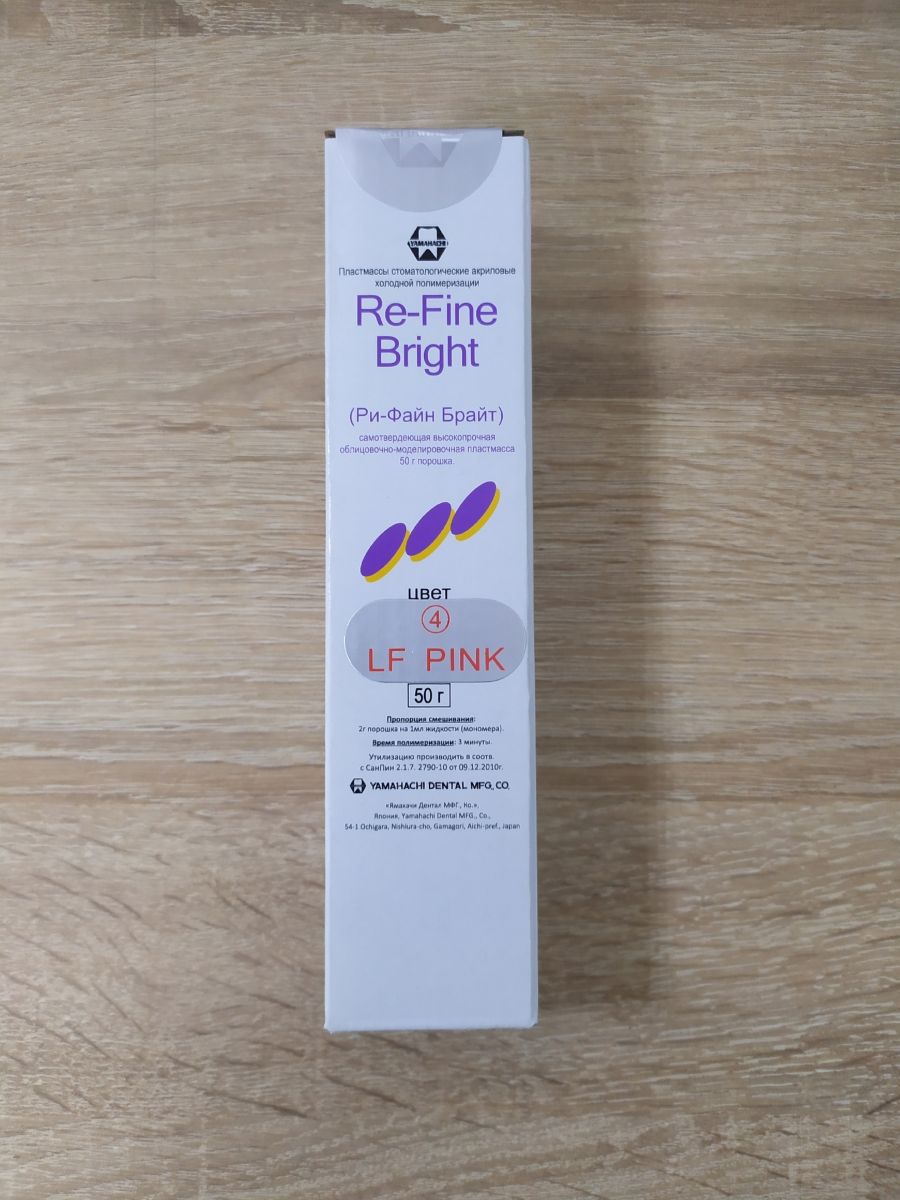 YAMAHACHI
Пластмассы стоматологические акриловые
холодной полимеризации
Re-Fine
Bright
(Ри-Файн Брайт)
самотвердеющая высокопрочная
облицовочно-моделировочная пластмасса
50 г порошка.
цвет
④
LF PINK
50 г
Пропорция смешивания:
2г порошка на 1мл жидкости (мономера).
Время полимеризации: 3 минуты.
Утилизацию производить в соотв.
с СанПин 2.1.7. 2790-10 от 09.12.2010г.
YAMAHACHI DENTAL MFG., CO.
«Ямахачи Дентал МФГ., Ко.»,
Япония, Yamahachi Dental MFG., Co.,
54-1 Ochigara, Nishiura-cho, Gamagori, Aichi-pref., Japan